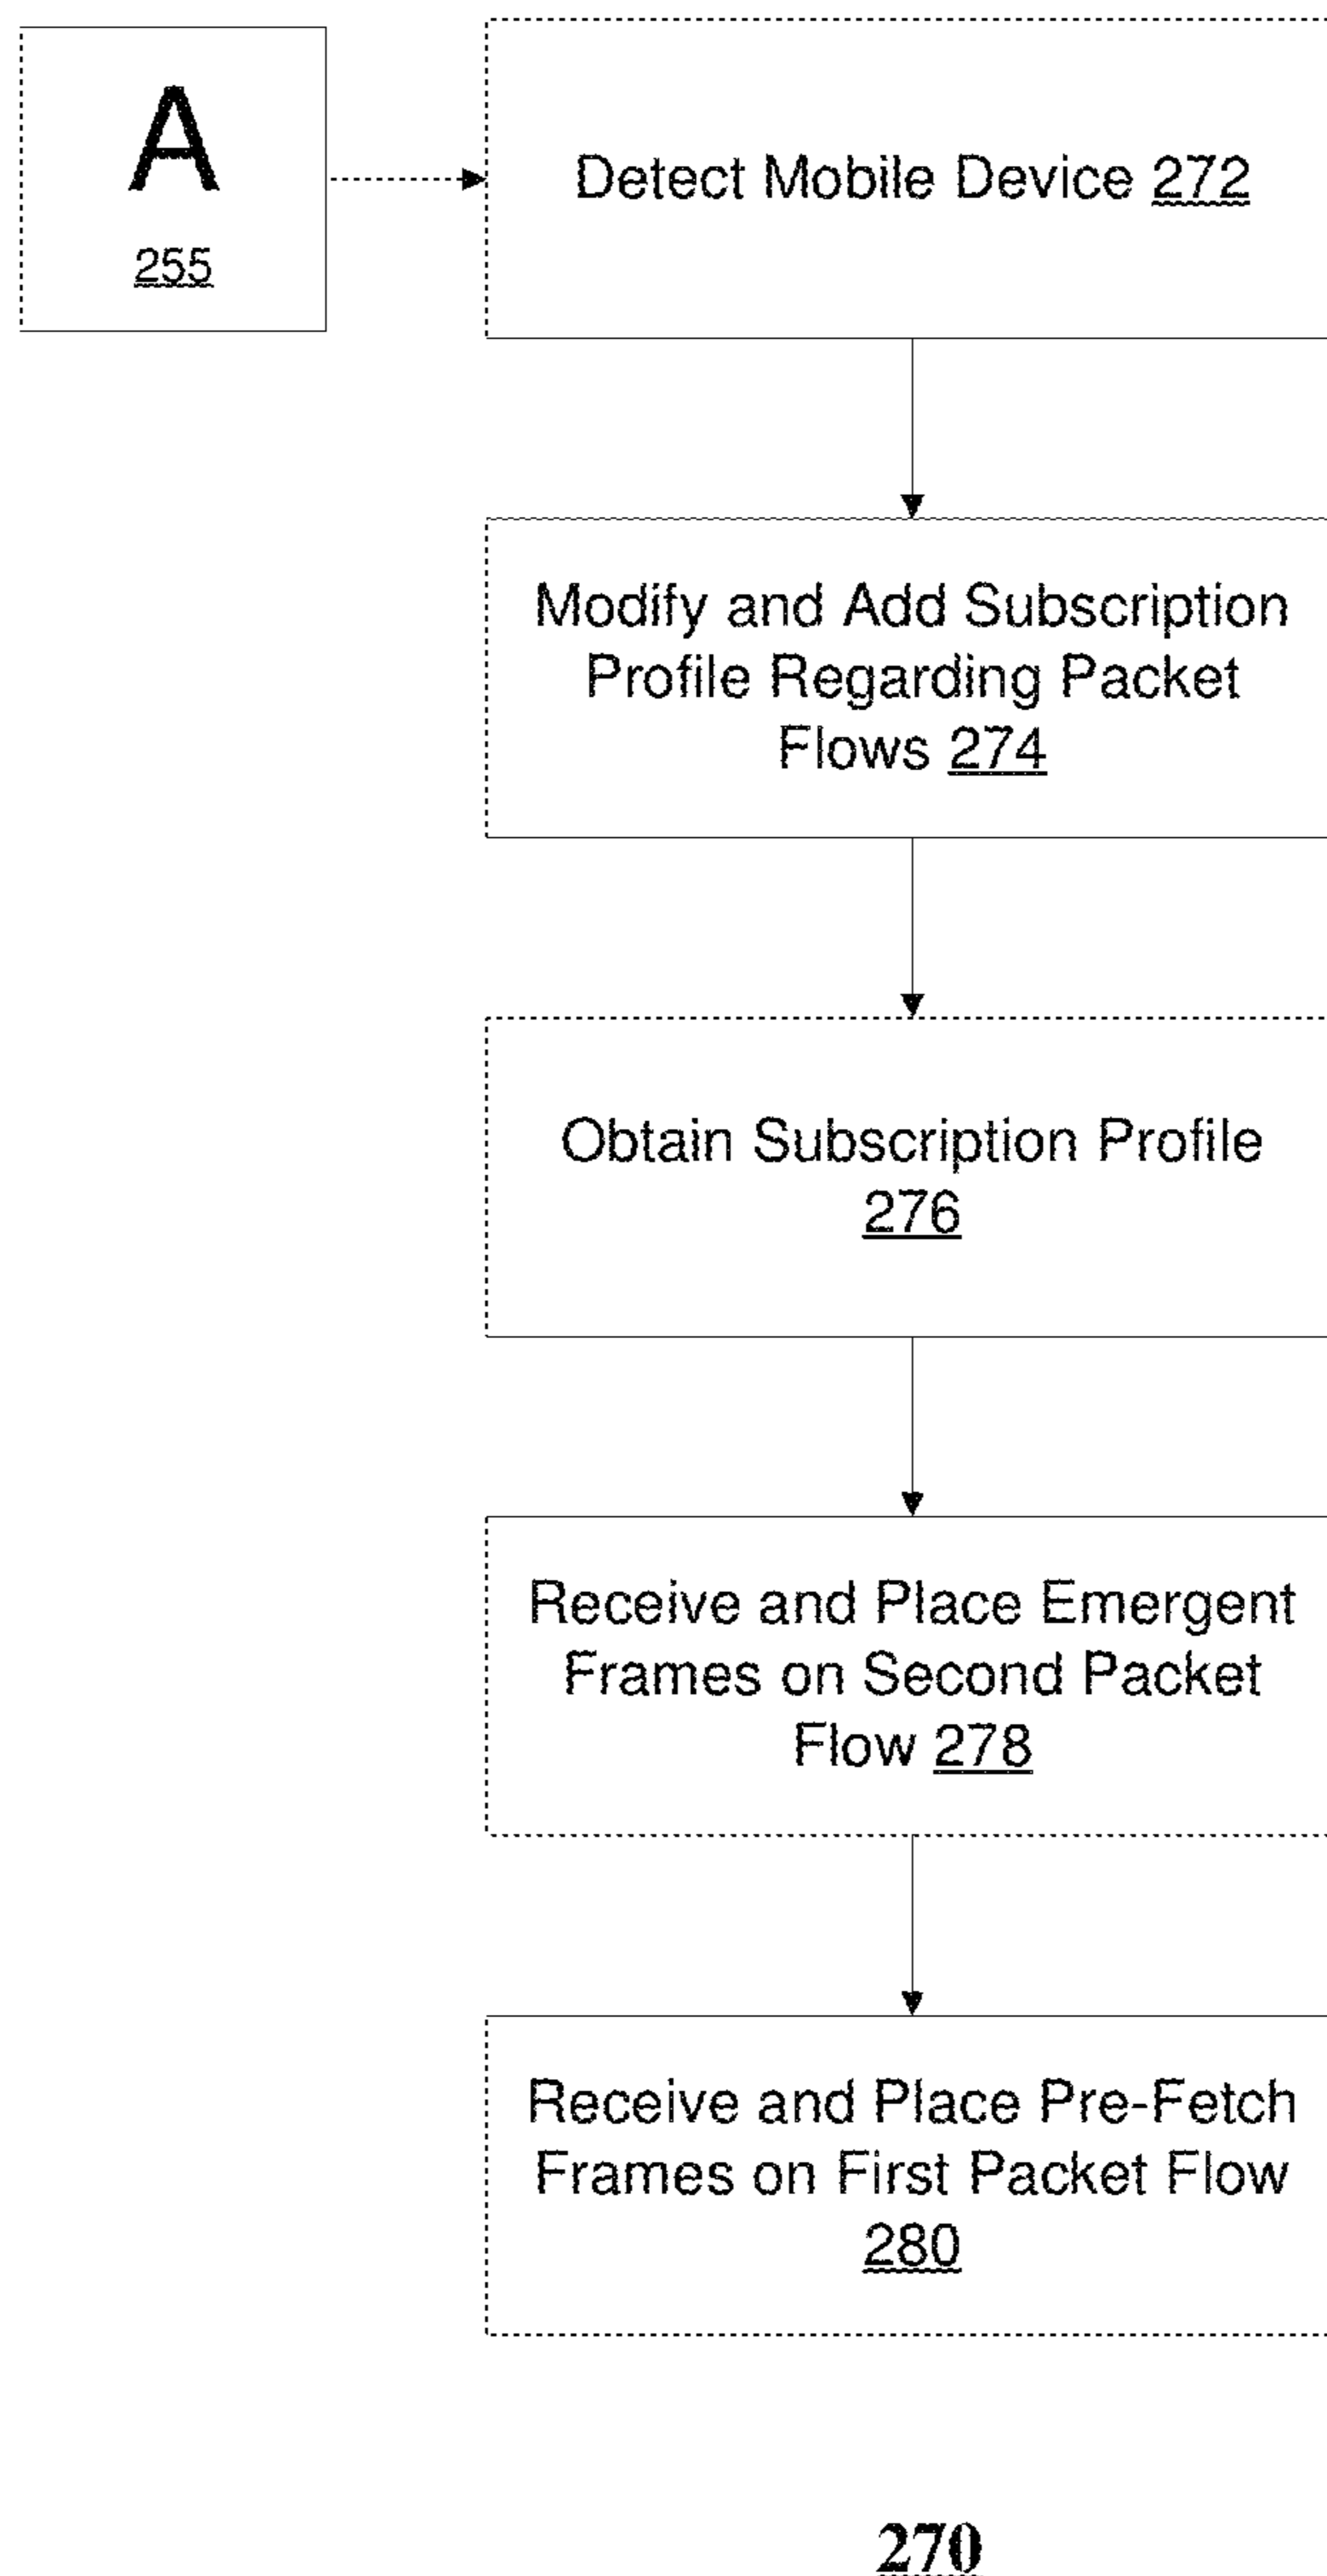 A
255
Detect Mobile Device 272
Modify and Add Subscription
Profile Regarding Packet
Flows 274
Obtain Subscription Profile
276
Receive and Place Emergent
Frames on Second Packet
Flow 278
Receive and Place Pre-Fetch
Frames on First Packet Flow
280
270